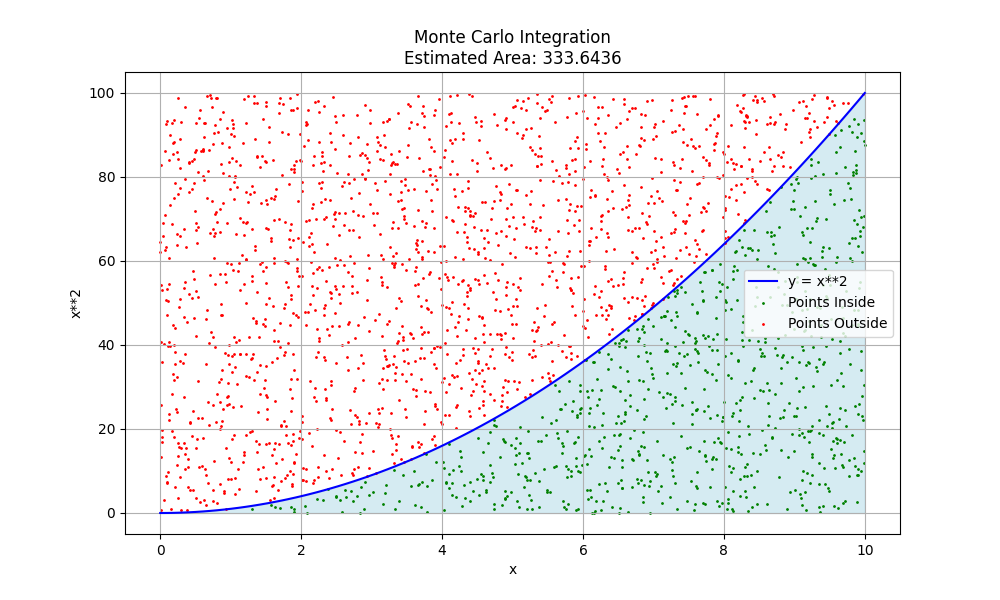 Monte Carlo Integration
Estimated Area: 333.6436
100
80
60
40
20
0
x**2
y = x**2
Points Inside
Points Outside
0 2 4 6 8 10
x